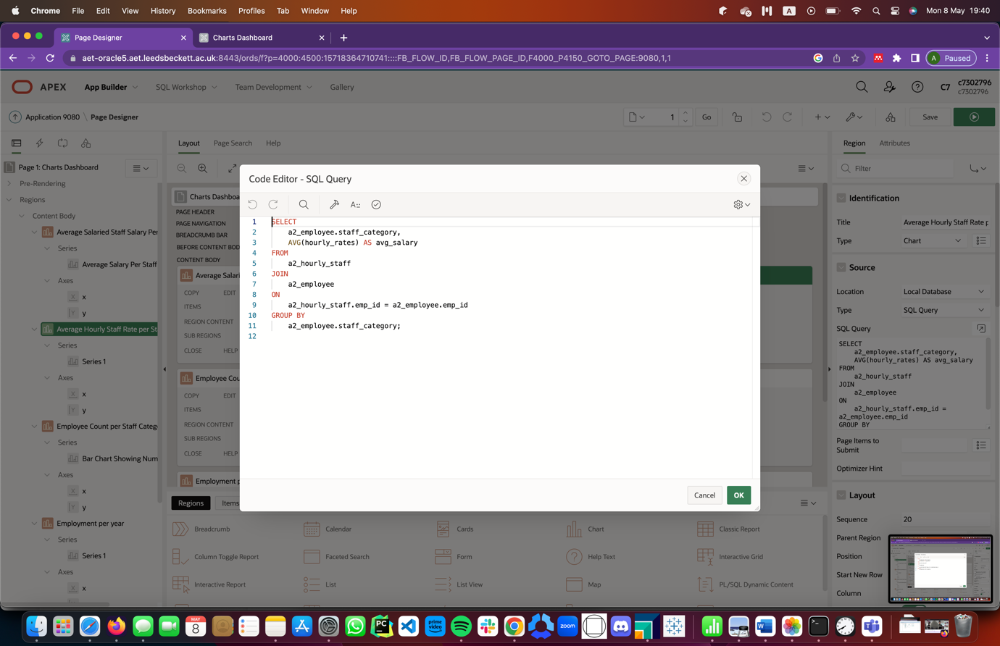 Chrome File Edit View History Bookmarks Profiles Tab Window Help A Mon 8 May 19:40
Page Designer Charts Dashboard
aet-oracle5.aet.leedsbeckett.ac.uk:8443/ords/f?p=4000:4500:15718364710741::::FB_FLOW_ID,FB_FLOW_PAGE_ID,F4000_P4150_GOTO_PAGE:9080,1,1 A Paused
APEX App Builder SQL Workshop Team Development Gallery C7 c7302796
c7302796
Application 9080 \ Page Designer 1 Go Save
Layout Page Search Help Region Attributes
Page 1: Charts Dashboard
Filter
Pre-Rendering
Regions
Content Body
Average Salaried Staff Salary Per
Series
Average Salary Per Staff
Axes
x
y
Average Hourly Staff Rate per St
Series
Series 1
Axes
x
y
Employee Count per Staff Categ
Series
Bar Chart Showing Num
Axes
x
y
Employment per year
Series
Series 1
Axes
x
Charts Dashboa
PAGE HEADER
PAGE NAVIGATION
BREADCRUMB BAR
BEFORE CONTENT BOD
CONTENT BODY
Average Salari
COPY EDIT
ITEMS
REGION CONTENT
SUB REGIONS
CLOSE HELP
Employee Cou
COPY EDIT
ITEMS
REGION CONTENT
SUB REGIONS
CLOSE HELP
Employment p
Code Editor - SQL Query
1 SELECT
2 a2_employee.staff_category,
3 AVG(hourly_rates) AS avg_salary
4 FROM
5 a2_hourly_staff
6 JOIN
7 a2_employee
8 ON
9 a2_hourly_staff.emp_id = a2_employee.emp_id
10 GROUP BY
11 a2_employee.staff_category;
12
Cancel OK
Regions Items
Breadcrumb Calendar Cards Chart Classic Report
Column Toggle Report Faceted Search Form Help Text Interactive Grid
Interactive Report List List View Map PL/SQL Dynamic Content
Identification
Title Average Hourly Staff Rate p
Type Chart
Source
Location Local Database
Type SQL Query
SQL Query
SELECT
a2_employee.staff_category,
AVG(hourly_rates) AS avg_salary
FROM
a2_hourly_staff
JOIN
a2_employee
ON
a2_hourly_staff.emp_id =
a2_employee.emp_id
GROUP BY
Page Items to
Submit
Optimizer Hint
Layout
Sequence 20
Parent Region
Position
Start New Row
Column
MAY
8
PC
prime
video
zoom